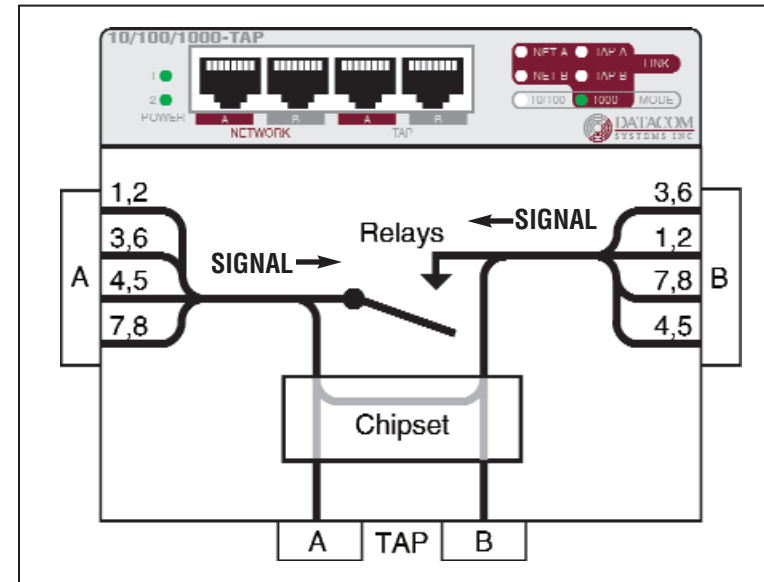 10/100/1000-TAP
NET A TAP A
LINK
NET B TAP B
1
2
POWER
10/100 1000 MODE
A B A B
NETWORK TAP
DATACOM
SYSTEMS INC
A
1,2
3,6
4,5
7,8
SIGNAL
Relays
SIGNAL
3,6
1,2
7,8
4,5
B
Chipset
A TAP B